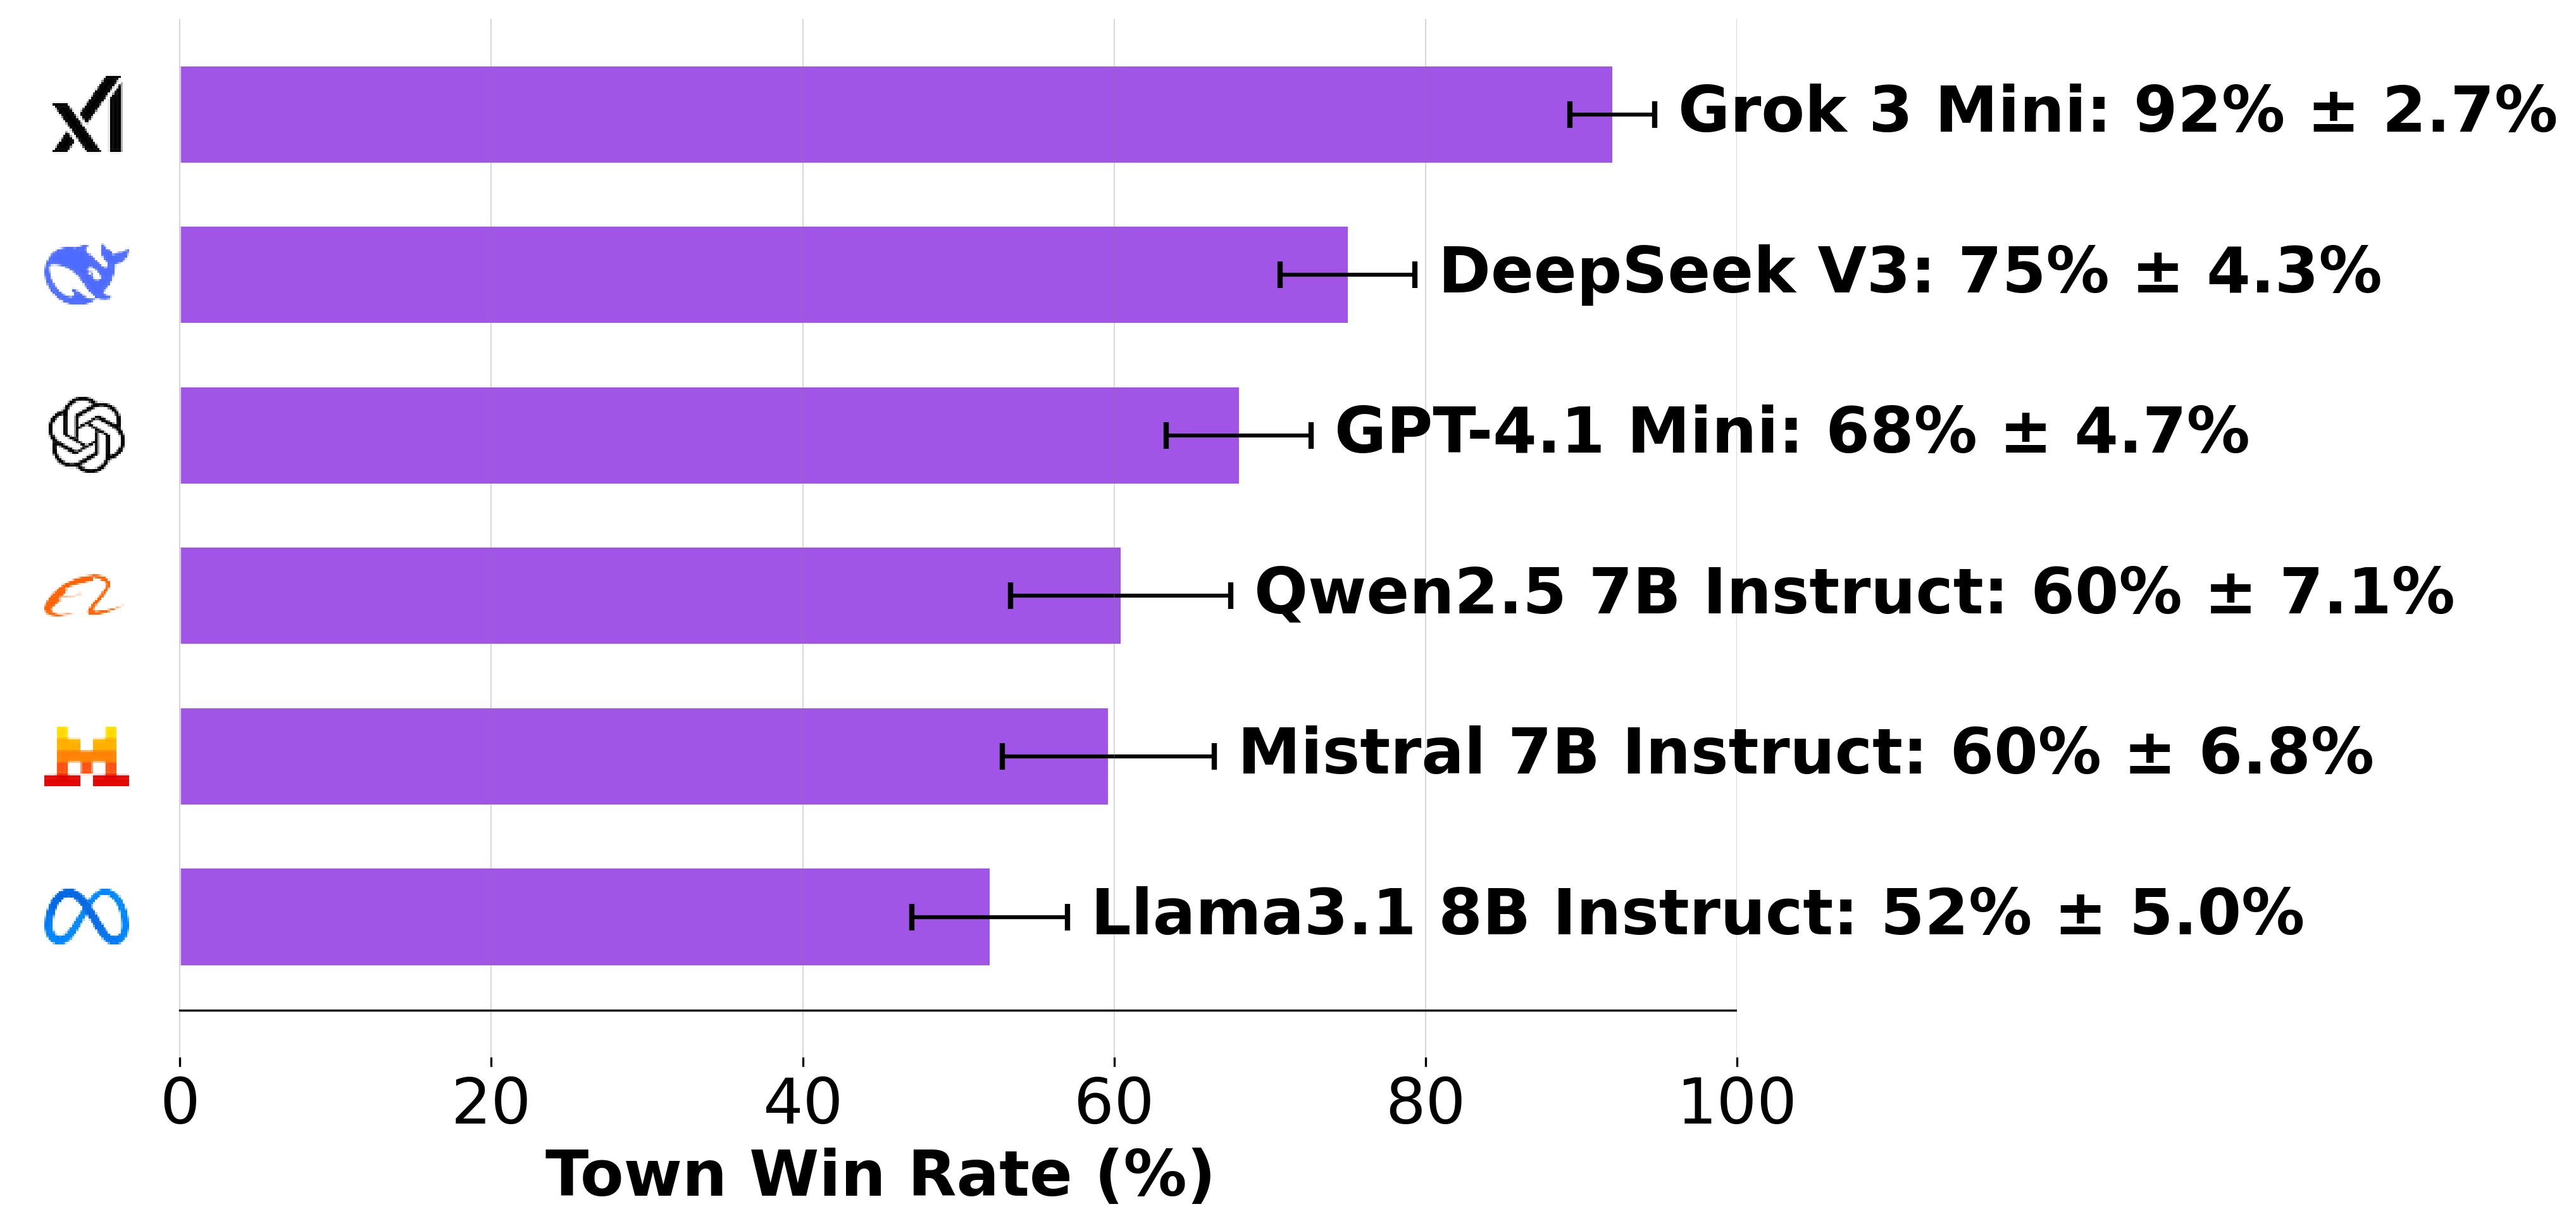 Grok 3 Mini: 92% ± 2.7%
DeepSeek V3: 75% ± 4.3%
GPT-4.1 Mini: 68% ± 4.7%
Qwen2.5 7B Instruct: 60% ± 7.1%
Mistral 7B Instruct: 60% ± 6.8%
Llama3.1 8B Instruct: 52% ± 5.0%
0 20 40 60 80 100
Town Win Rate (%)